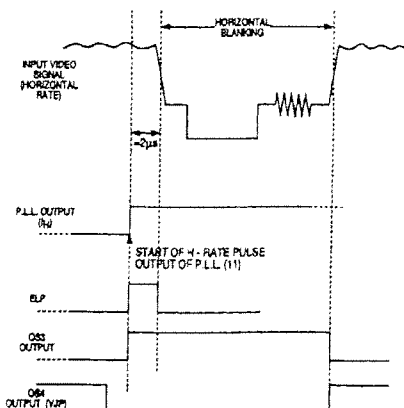 HORIZONTAL
BLANKING
INPUT VIDEO
SIGNAL
(HORIZONTAL
RATE)
≈2μs
P.L.L. OUTPUT
(fH)
START OF H - RATE PULSE
OUTPUT OF P.L.L. (11)
ELP
OS3
OUTPUT
OS4
OUTPUT (VJP)